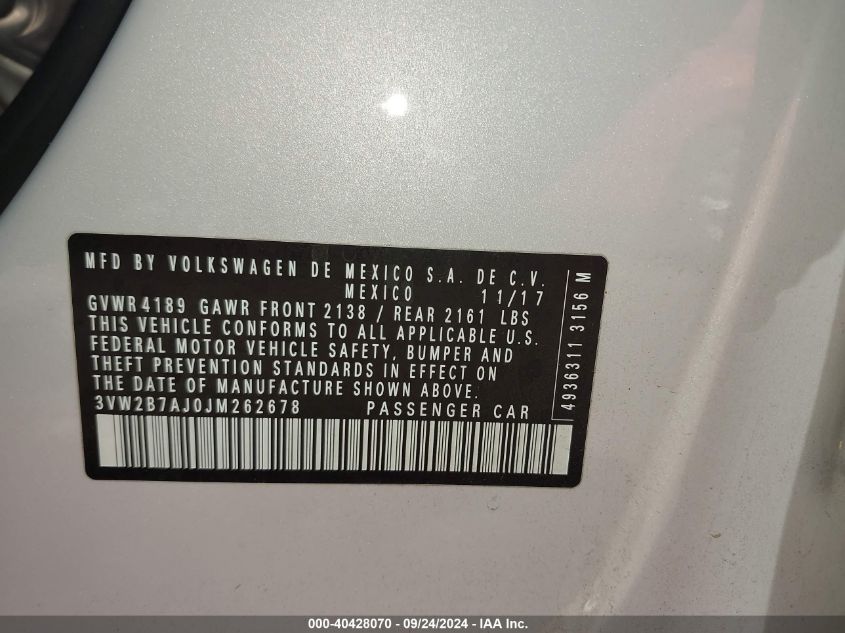 MFD BY VOLKSWAGEN DE MEXICO S.A. DE C.V.
MEXICO 11/17
GVWR 4189 GAWR FRONT 2138 / REAR 2161 LBS
THIS VEHICLE CONFORMS TO ALL APPLICABLE U.S.
FEDERAL MOTOR VEHICLE SAFETY, BUMPER AND
THEFT PREVENTION STANDARDS IN EFFECT ON
THE DATE OF MANUFACTURE SHOWN ABOVE.
3VW2B7AJ0JM262678 PASSENGER CAR
4936311 3156 M
000-40428070 - 09/24/2024 - IAA Inc.